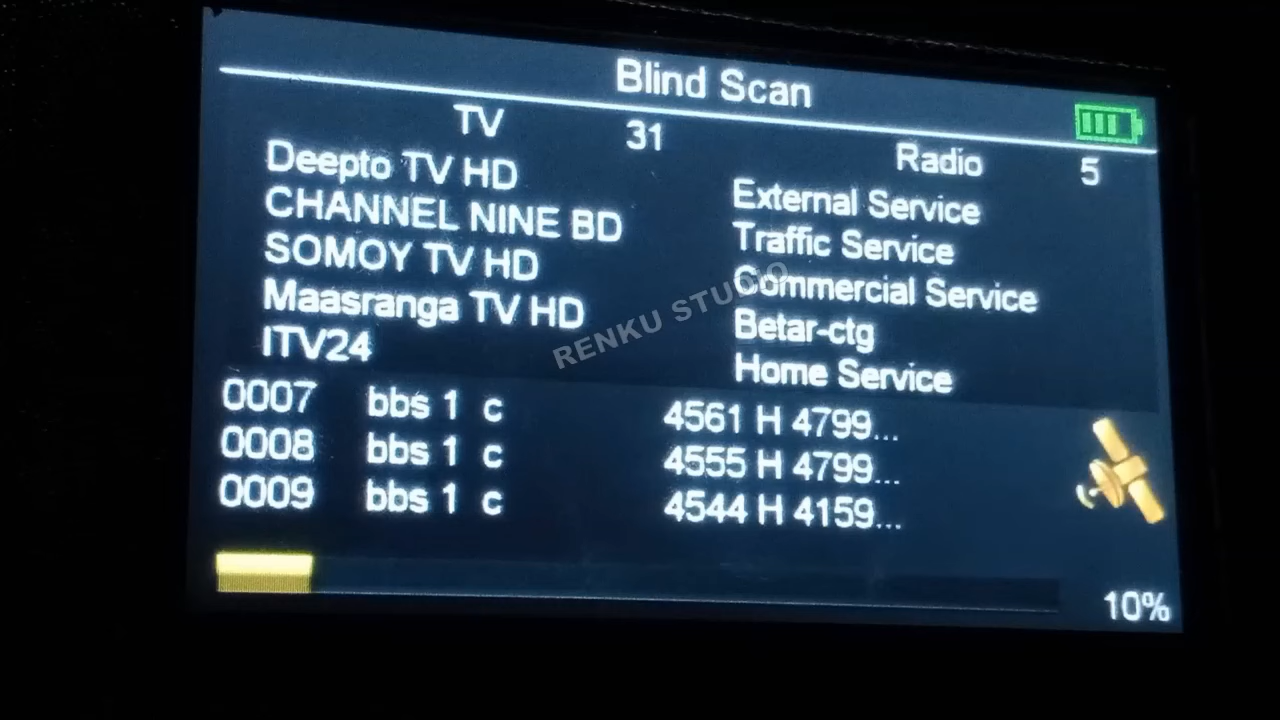 Blind Scan
TV 31
Radio 5
Deepto TV HD
CHANNEL NINE BD
SOMOY TV HD
Maasranga TV HD
ITV24
External Service
Traffic Service
Commercial Service
Betar-ctg
Home Service
RENKU STUDIO
0007 bbs 1 c 4561 H 4799...
0008 bbs 1 c 4555 H 4799...
0009 bbs 1 c 4544 H 4159...
10%